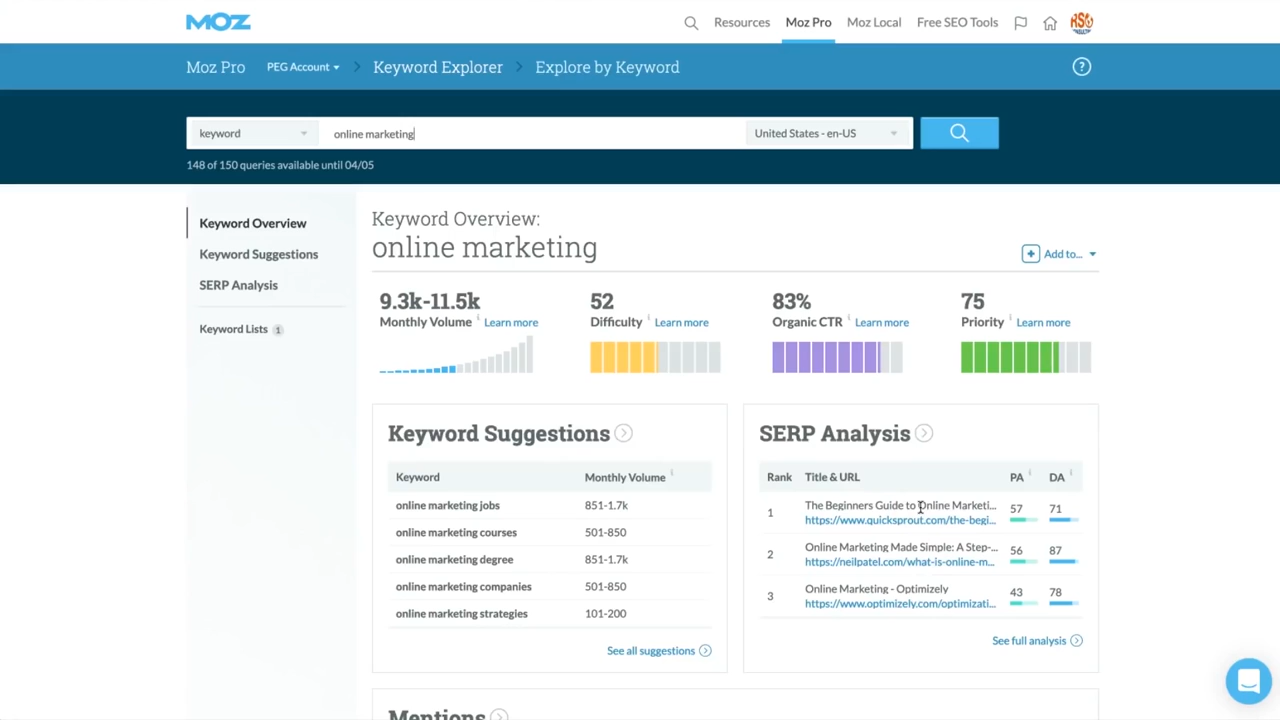 MOZ
Resources
Moz Pro
Moz Local
Free SEO Tools
Moz Pro
PEG Account
Keyword Explorer
Explore by Keyword
?
keyword
online marketing
United States - en-US
148 of 150 queries available until 04/05
Keyword Overview
Keyword Suggestions
SERP Analysis
Keyword Lists 1
Keyword Overview:
online marketing
Add to...
9.3k-11.5k
Monthly Volume i Learn more
52
Difficulty i Learn more
83%
Organic CTR i Learn more
75
Priority i Learn more
Keyword Suggestions
Keyword Monthly Volume i
online marketing jobs 851-1.7k
online marketing courses 501-850
online marketing degree 851-1.7k
online marketing companies 501-850
online marketing strategies 101-200
See all suggestions
SERP Analysis
Rank Title & URL PA i DA i
1 The Beginners Guide to Online Marketi... 57 71
https://www.quicksprout.com/the-begi...
2 Online Marketing Made Simple: A Step-... 56 87
https://neilpatel.com/what-is-online-m...
3 Online Marketing - Optimizely 43 78
https://www.optimizely.com/optimizati...
See full analysis
Mentions